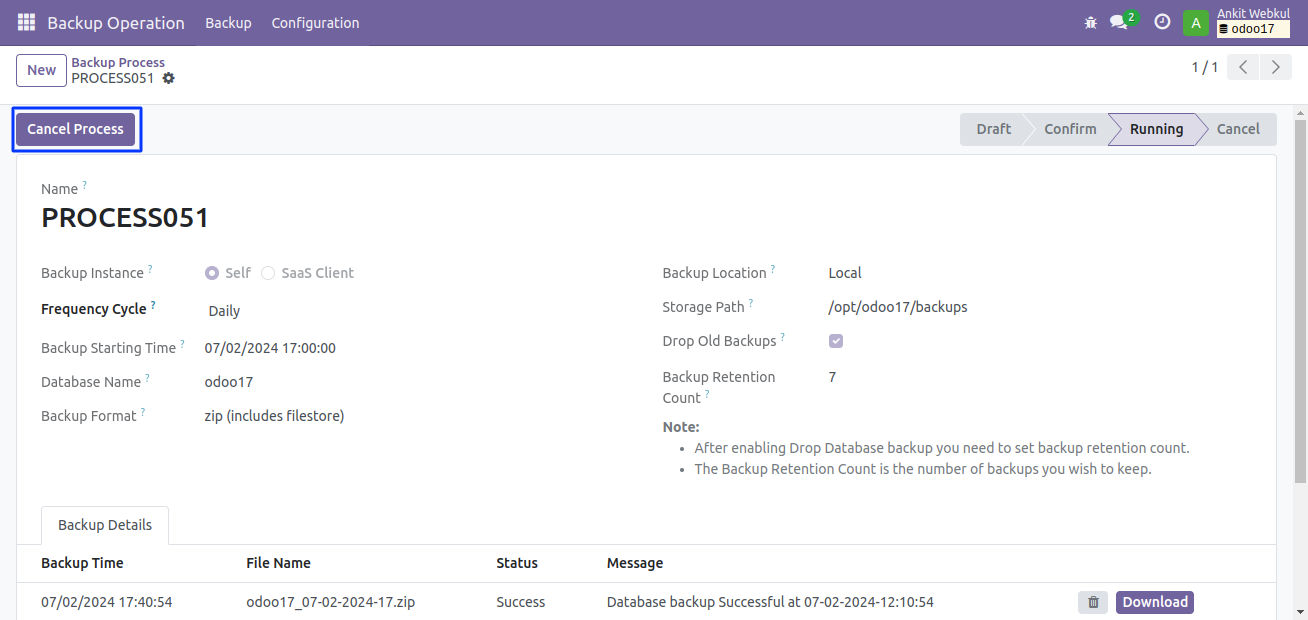 Backup Operation Backup Configuration 2 A Ankit Webkul
odoo17
New Backup Process
PROCESS051 1 / 1
Cancel Process Draft Confirm Running Cancel
Name ?
PROCESS051
Backup Instance ? Self SaaS Client Backup Location ? Local
Frequency Cycle ? Daily Storage Path ? /opt/odoo17/backups
Backup Starting Time ? 07/02/2024 17:00:00 Drop Old Backups ?
Database Name ? odoo17 Backup Retention Count ? 7
Backup Format ? zip (includes filestore)
Note:
After enabling Drop Database backup you need to set backup retention count.
The Backup Retention Count is the number of backups you wish to keep.
Backup Details
Backup Time File Name Status Message
07/02/2024 17:40:54 odoo17_07-02-2024-17.zip Success Database backup Successful at 07-02-2024-12:10:54 Download